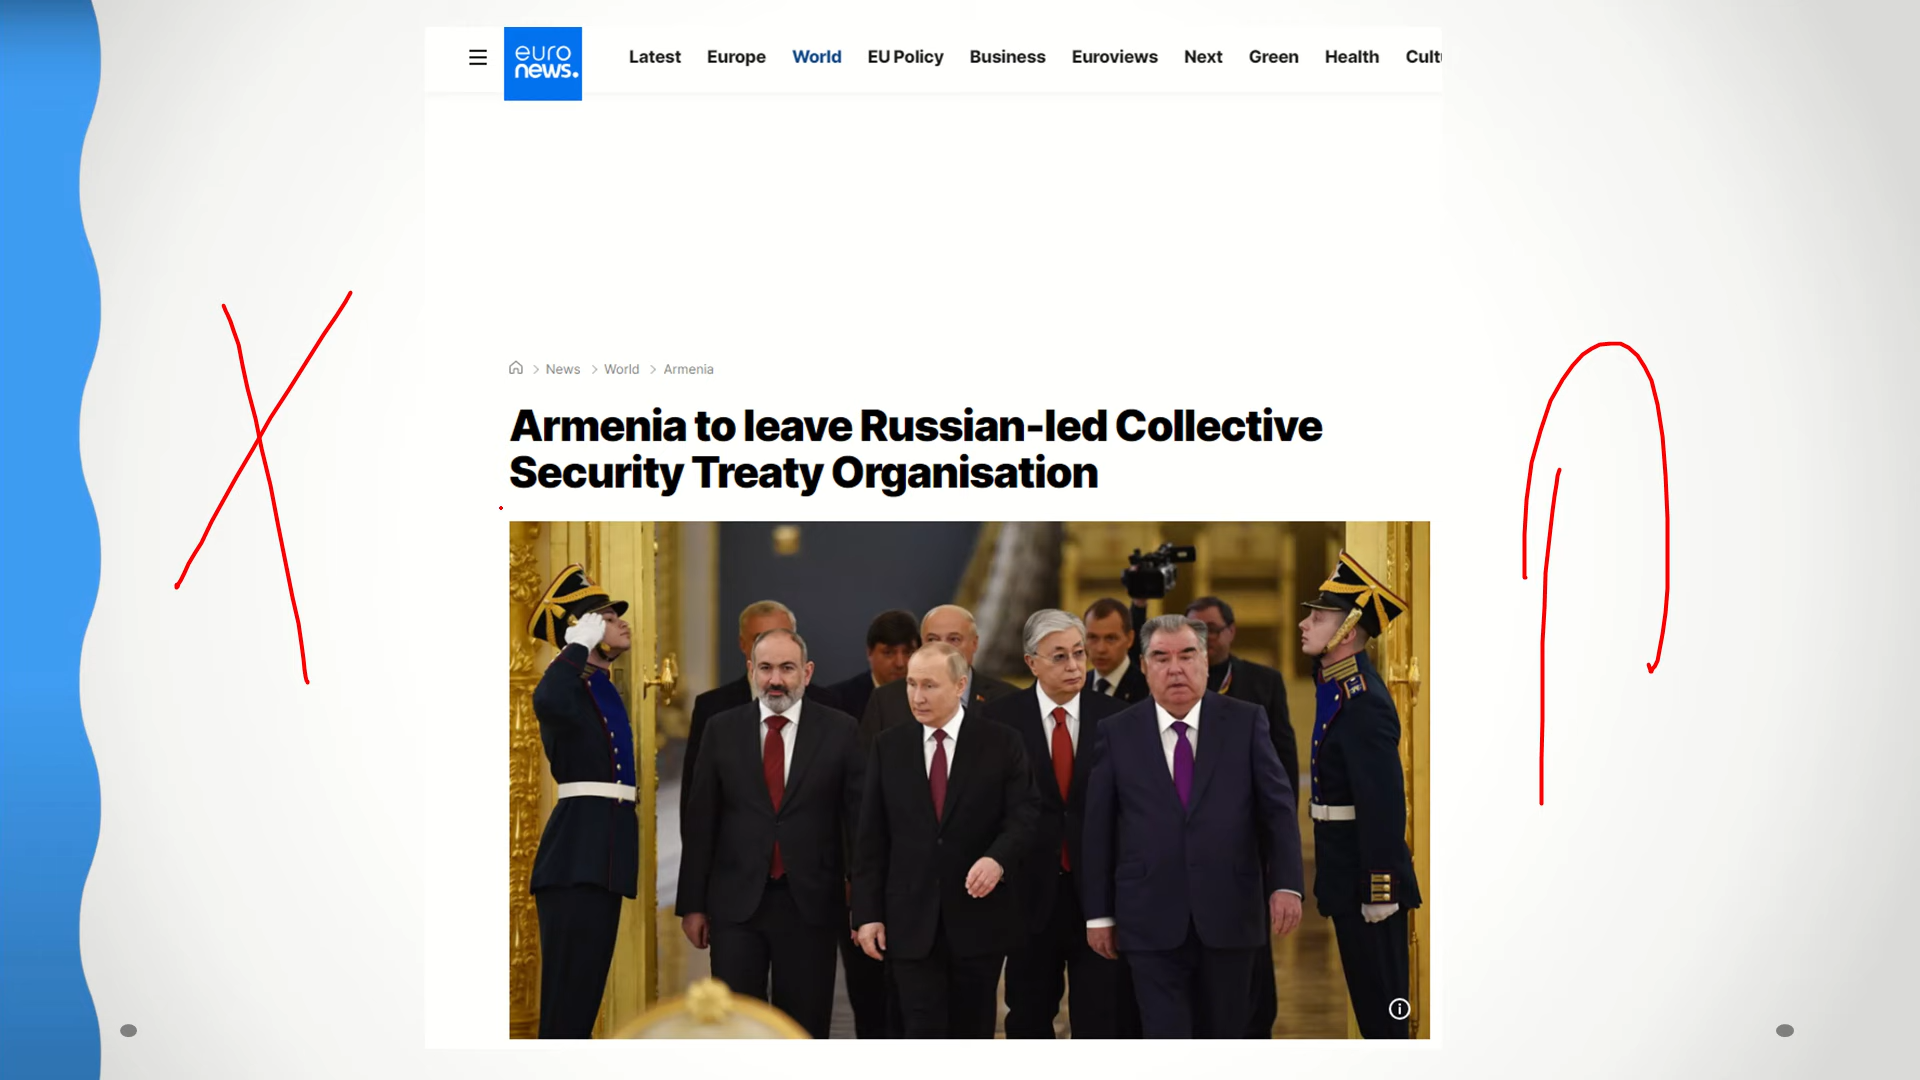 euro
news.
Latest Europe World EU Policy Business Euroviews Next Green Health Cult
News World Armenia
Armenia to leave Russian-led Collective
Security Treaty Organisation
X